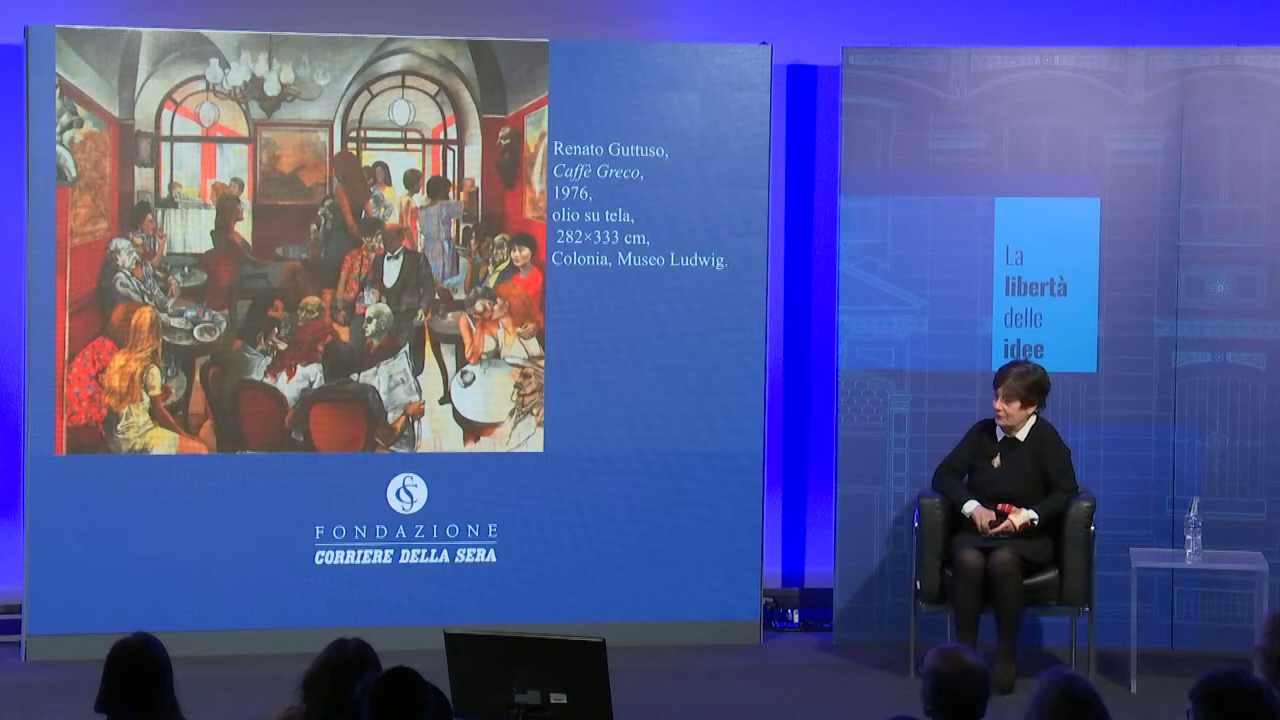 Renato Guttuso,
Caffè Greco,
1976,
olio su tela,
282×333 cm,
Colonia, Museo Ludwig.
FONDAZIONE
CORRIERE DELLA SERA
La
libertà
delle
idee